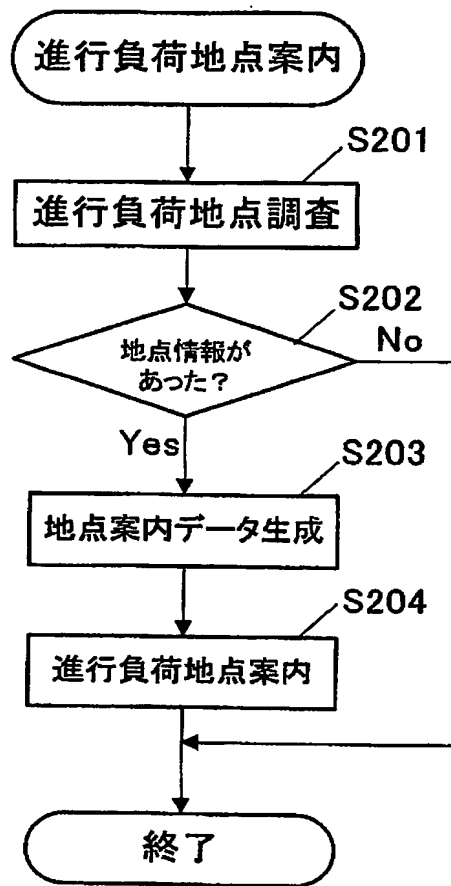 進行負荷地点案内
S201
進行負荷地点調査
S202
地点情報が
あった?
No
Yes
S203
地点案内データ生成
S204
進行負荷地点案内
終了